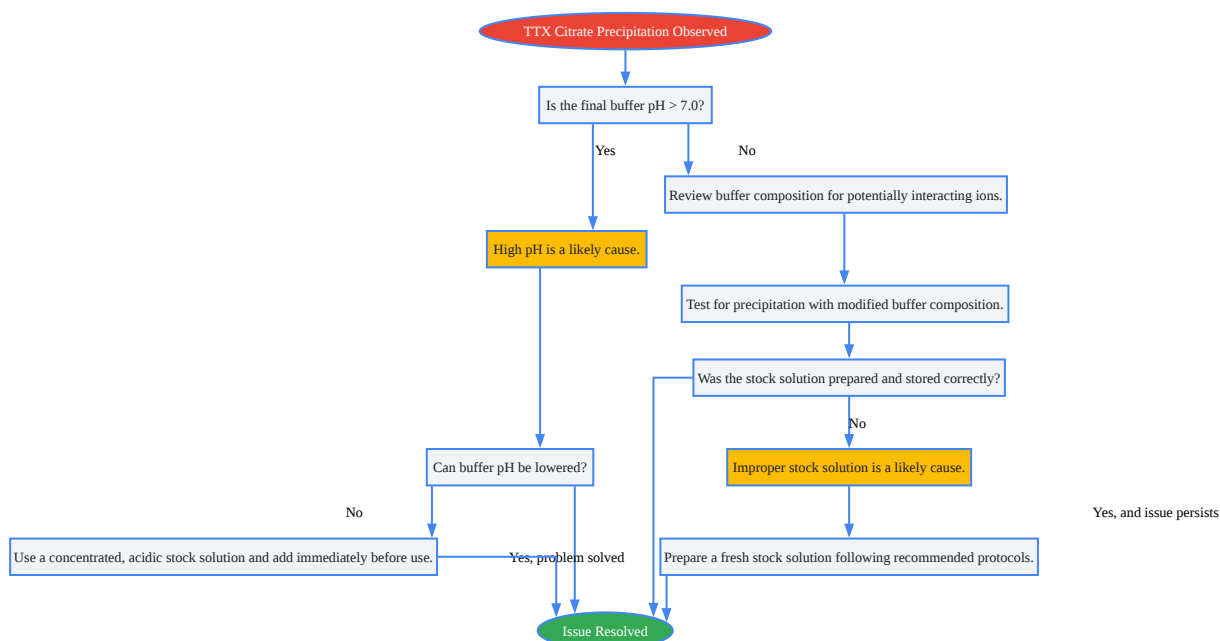 TTX Citrate Precipitation Observed
Is the final buffer pH > 7.0?
Yes
No
Review buffer composition for potentially interacting ions.
High pH is a likely cause.
Test for precipitation with modified buffer composition.
Was the stock solution prepared and stored correctly?
No
Can buffer pH be lowered?
Improper stock solution is a likely cause.
No
Yes, and issue persists
Use a concentrated, acidic stock solution and add immediately before use.
Yes, problem solved
Prepare a fresh stock solution following recommended protocols.
Issue Resolved